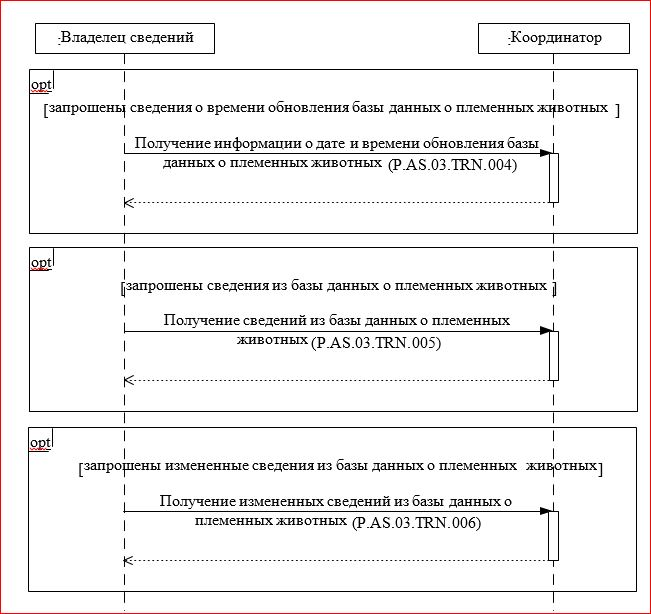 :Владелец сведений
:Координатор
opt
[запрошены сведения о времени обновления базы данных о племенных животных ]
Получение информации о дате и времени обновления базы
данных о племенных животных (P.AS.03.TRN.004)
opt
[запрошены сведения из базы данных о племенных животных ]
Получение сведений из базы данных о племенных
животных (P.AS.03.TRN.005)
opt
[запрошены измененные сведения из базы данных о племенных животных]
Получение измененных сведений из базы данных о
племенных животных (P.AS.03.TRN.006)